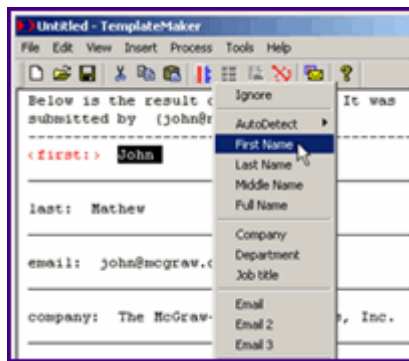 Untitled - TemplateMaker
File Edit View Insert Process Tools Help
Below is the result o It was
submitted by (john@
<first:> John
last: Mathew
email: john@mcgraw.c
company: The McGraw- s, Inc.
Ignore
AutoDetect
First Name
Last Name
Middle Name
Full Name
Company
Department
Job title
Email
Email 2
Email 3